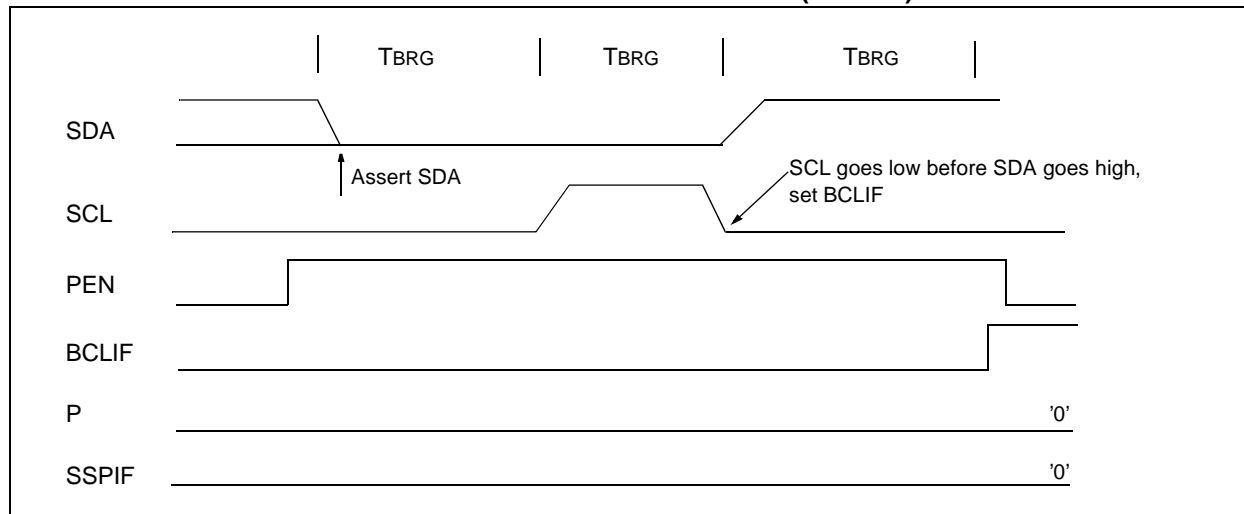 TBRG TBRG TBRG
SDA
Assert SDA
SCL goes low before SDA goes high,
set BCLIF
SCL
PEN
BCLIF
P '0'
SSPIF '0'